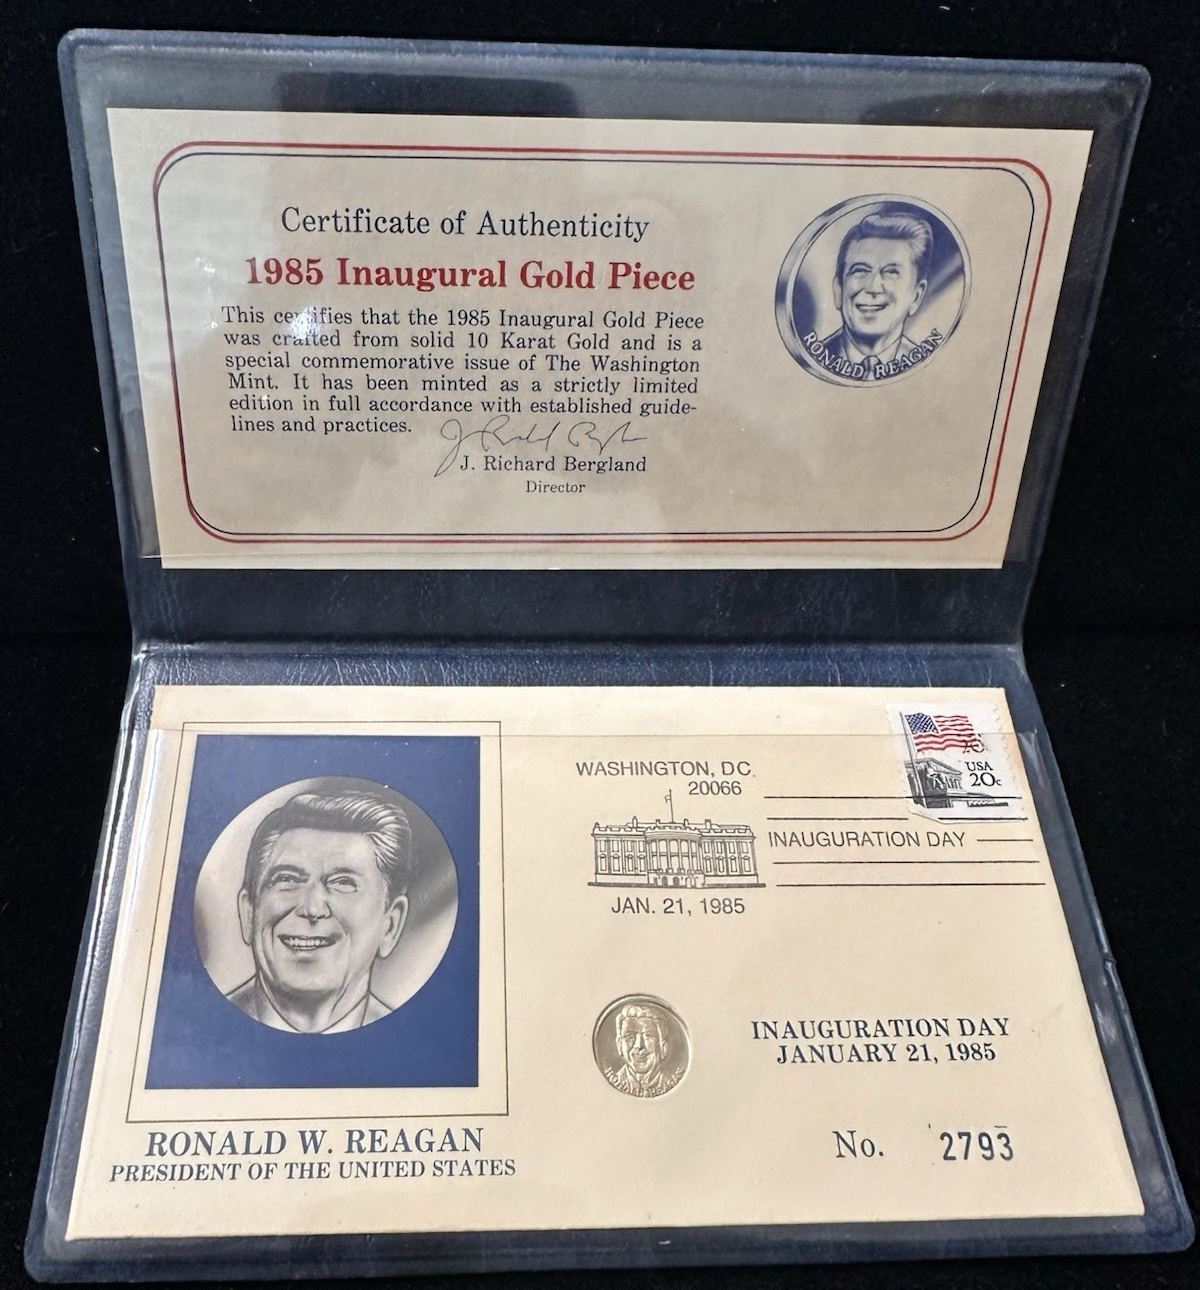 Certificate of Authenticity
1985 Inaugural Gold Piece
This certifies that the 1985 Inaugural Gold Piece
was crafted from solid 10 Karat Gold and is a
special commemorative issue of The Washington
Mint. It has been minted as a strictly limited
edition in full accordance with established guide-
lines and practices.
J. Richard Bergland
Director
RONALD REAGAN
WASHINGTON, DC
20066
INAUGURATION DAY
JAN. 21, 1985
USA
20c
RONALD REAGAN
INAUGURATION DAY
JANUARY 21, 1985
No. 2793
RONALD W. REAGAN
PRESIDENT OF THE UNITED STATES